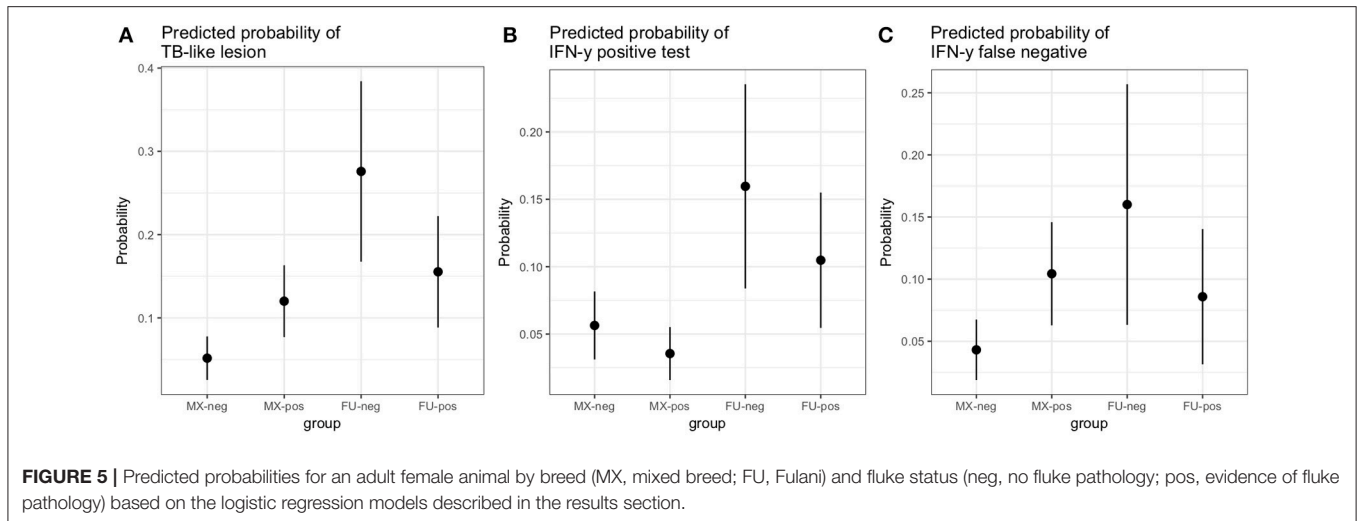 A
Predicted probability of
TB-like lesion
0.4
0.3
0.2
0.1
Probability
MX-neg MX-pos FU-neg FU-pos
group
B
Predicted probability of
IFN-y positive test
0.20
0.15
0.10
0.05
Probability
MX-neg MX-pos FU-neg FU-pos
group
C
Predicted probability of
IFN-y false negative
0.25
0.20
0.15
0.10
0.05
Probability
MX-neg MX-pos FU-neg FU-pos
group
FIGURE 5 | Predicted probabilities for an adult female animal by breed (MX, mixed breed; FU, Fulani) and fluke status (neg, no fluke pathology; pos, evidence of fluke
pathology) based on the logistic regression models described in the results section.